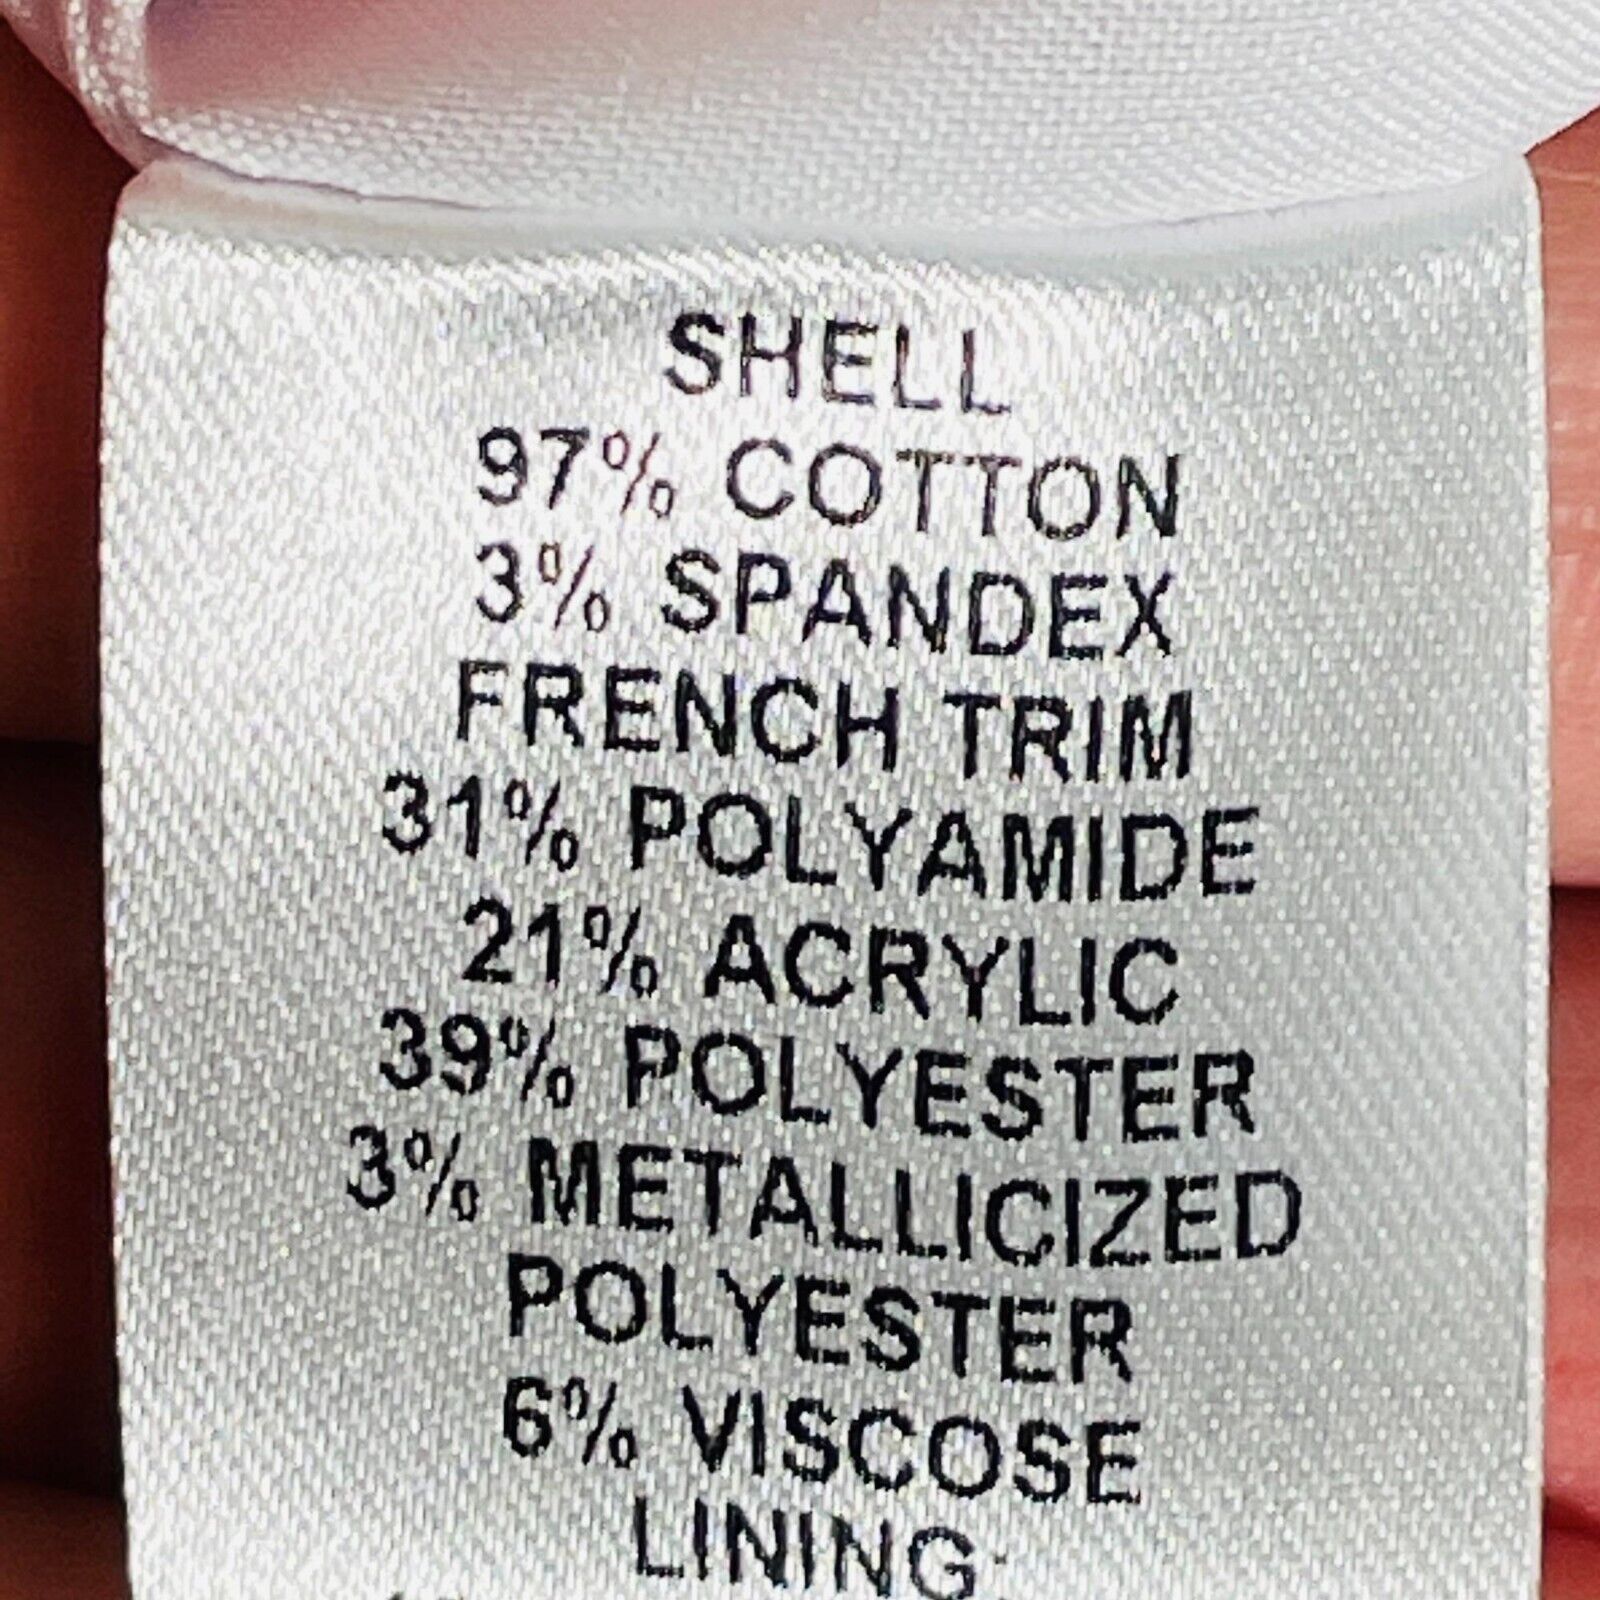 SHELL
97% COTTON
3% SPANDEX
FRENCH TRIM
31% POLYAMIDE
21% ACRYLIC
39% POLYESTER
3% METALLICIZED
POLYESTER
6% VISCOSE
LINING